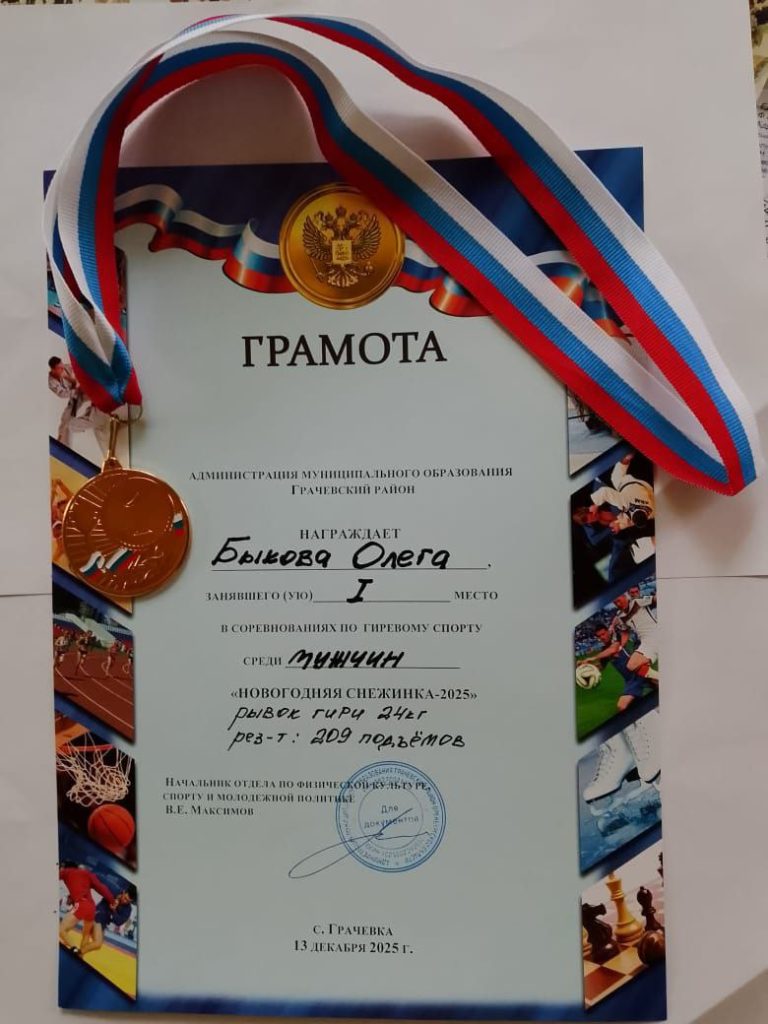 ГРАМОТА
АДМИНИСТРАЦИЯ МУНИЦИПАЛЬНОГО ОБРАЗОВАНИЯ
ГРАЧЕВСКИЙ РАЙОН
НАГРАЖДАЕТ
Быкова Олега.
ЗАНЯВШЕГО (УЮ) I МЕСТО
В СОРЕВНОВАНИЯХ ПО ГИРЕВОМУ СПОРТУ
СРЕДИ мужчин
«НОВОГОДНЯЯ СНЕЖИНКА-2025»
рывок гири 24кг
рез-т: 209 подъёмов
НАЧАЛЬНИК ОТДЕЛА ПО ФИЗИЧЕСКОЙ КУЛЬТУРЕ,
СПОРТУ И МОЛОДЕЖНОЙ ПОЛИТИКЕ
В.Е. МАКСИМОВ
Для
документов
С. ГРАЧЕВКА
13 ДЕКАБРЯ 2025 Г.